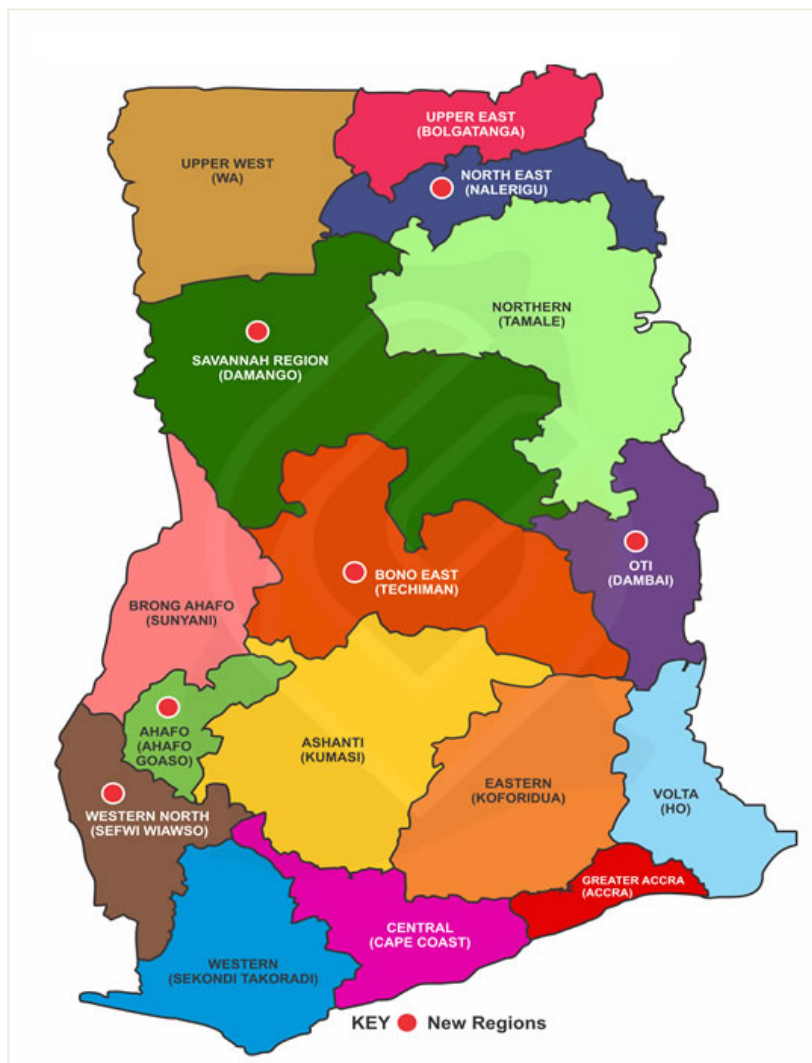 UPPER EAST
(BOLGATANGA)
UPPER WEST
(WA)
NORTH EAST
(NALERIGU)
NORTHERN
(TAMALE)
SAVANNAH REGION
(DAMANGO)
OTI
(DAMBAI)
BONO EAST
(TECHIMAN)
BRONG AHAFO
(SUNYANI)
AHAFO
(AHAFO
GOASO)
ASHANTI
(KUMASI)
EASTERN
(KOFORIDUA)
VOLTA
(HO)
WESTERN NORTH
(SEFWI WIAWSO)
GREATER ACCRA
(ACCRA)
CENTRAL
(CAPE COAST)
WESTERN
(SEKONDI TAKORADI)
KEY New Regions